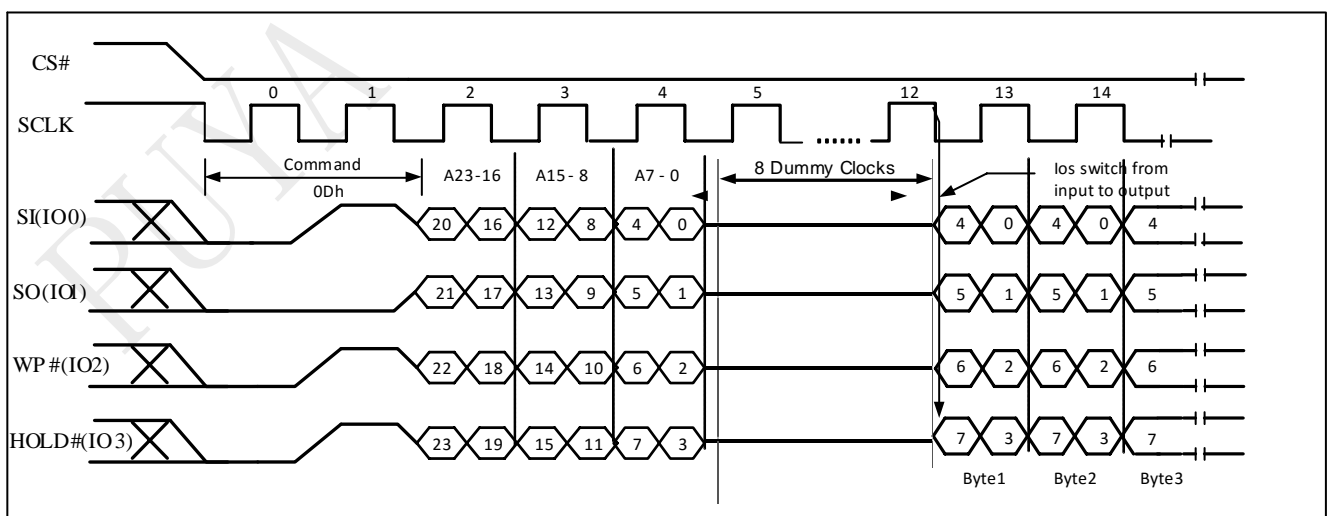 PUYA
CS#
0 1 2 3 4 5 12 13 14
SCLK
......
Command A23-16 A15-8 A7-0 8 Dummy Clocks Ios switch from
0Dh input to output
SI(IO0) 20 16 12 8 4 0 4 0 4 0 4
SO(IO1) 21 17 13 9 5 1 5 1 5 1 5
WP#(IO2) 22 18 14 10 6 2 6 2 6 2 6
HOLD#(IO3) 23 19 15 11 7 3 7 3 7 3 7
Byte1 Byte2 Byte3